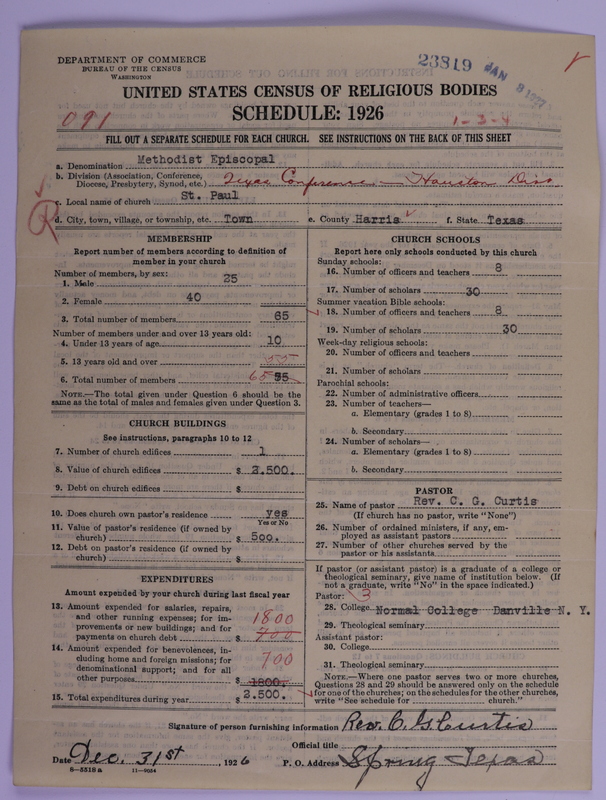 DEPARTMENT OF COMMERCE
BUREAU OF THE CENSUS
WASHINGTON
23819 JAN 3 1927
UNITED STATES CENSUS OF RELIGIOUS BODIES
SCHEDULE: 1926
091
1-3-4
FILL OUT A SEPARATE SCHEDULE FOR EACH CHURCH. SEE INSTRUCTIONS ON THE BACK OF THIS SHEET
a. Denomination Methodist Episcopal
b. Division (Association, Conference, Diocese, Presbytery, Synod, etc.) Texas Conference — Houston Dis
c. Local name of church St. Paul
R
d. City, town, village, or township, etc. Town e. County Harris f. State Texas
MEMBERSHIP
Report number of members according to definition of
member in your church
Number of members, by sex:
1. Male 25
2. Female 40
3. Total number of members 65
Number of members under and over 13 years old:
4. Under 13 years of age 10
5. 13 years old and over 55
6. Total number of members 65 55
NOTE.—The total given under Question 6 should be
same as the total of males and females given under Question 3.
CHURCH BUILDINGS
See instructions, paragraphs 10 to 12
7. Number of church edifices 1
8. Value of church edifices $ 2.500.
9. Debt on church edifices $
10. Does church own pastor's residence yes
Yes or No
11. Value of pastor's residence (if owned by
church) $ 500.
12. Debt on pastor's residence (if owned by
church) $
EXPENDITURES
Amount expended by your church during last fiscal year
13. Amount expended for salaries, repairs,
and other running expenses; for im-
provements or new buildings; and for
payments on church debt $ 1800 700
14. Amount expended for benevolences, in-
cluding home and foreign missions; for
denominational support; and for all
other purposes $ 700 1800.
15. Total expenditures during year $ 2.500.
CHURCH SCHOOLS
Report here only schools conducted by this church
Sunday schools:
16. Number of officers and teachers 8
17. Number of scholars 30
Summer vacation Bible schools:
18. Number of officers and teachers 8
19. Number of scholars 30
Week-day religious schools:
20. Number of officers and teachers
21. Number of scholars
Parochial schools:
22. Number of administrative officers
23. Number of teachers—
a. Elementary (grades 1 to 8)
b. Secondary
24. Number of scholars—
a. Elementary (grades 1 to 8)
b. Secondary
PASTOR
25. Name of pastor Rev. C. G. Curtis
(If church has no pastor, write "None")
26. Number of ordained ministers, if any, em-
ployed as assistant pastors
27. Number of other churches served by the
pastor or his assistants
If pastor (or assistant pastor) is a graduate of a college or
theological seminary, give name of institution below. (If
not a graduate, write "No" in the space indicated.)
Pastor: 3
28. College Normal College Danville N. Y.
29. Theological seminary
Assistant pastor:
30. College
31. Theological seminary
NOTE.—Where one pastor serves two or more churches,
Questions 28 and 29 should be answered only on the schedule
for one of the churches; on the schedules for the other churches,
write "See schedule for church."
Signature of person furnishing information Rev. C. G. Curtis
Official title
Date Dec. 31st, 1926 P. O. Address Spring Texas
8—5518 a 11—9034